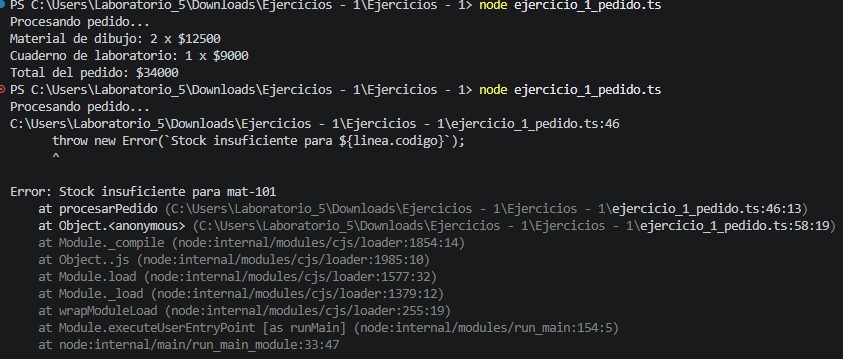 PS C:\Users\Laboratorio_5\Downloads\Ejercicios - 1\Ejercicios - 1> node ejercicio_1_pedido.ts
Procesando pedido...
Material de dibujo: 2 x $12500
Cuaderno de laboratorio: 1 x $9000
Total del pedido: $34000
PS C:\Users\Laboratorio_5\Downloads\Ejercicios - 1\Ejercicios - 1> node ejercicio_1_pedido.ts
Procesando pedido...
C:\Users\Laboratorio_5\Downloads\Ejercicios - 1\Ejercicios - 1\ejercicio_1_pedido.ts:46
      throw new Error(`Stock insuficiente para ${linea.codigo}`);
      ^
Error: Stock insuficiente para mat-101
    at procesarPedido (C:\Users\Laboratorio_5\Downloads\Ejercicios - 1\Ejercicios - 1\ejercicio_1_pedido.ts:46:13)
    at Object.<anonymous> (C:\Users\Laboratorio_5\Downloads\Ejercicios - 1\Ejercicios - 1\ejercicio_1_pedido.ts:58:19)
    at Module._compile (node:internal/modules/cjs/loader:1854:14)
    at Object..js (node:internal/modules/cjs/loader:1985:10)
    at Module.load (node:internal/modules/cjs/loader:1577:32)
    at Module._load (node:internal/modules/cjs/loader:1379:12)
    at wrapModuleLoad (node:internal/modules/cjs/loader:255:19)
    at Module.executeUserEntryPoint [as runMain] (node:internal/modules/run_main:154:5)
    at node:internal/main/run_main_module:33:47